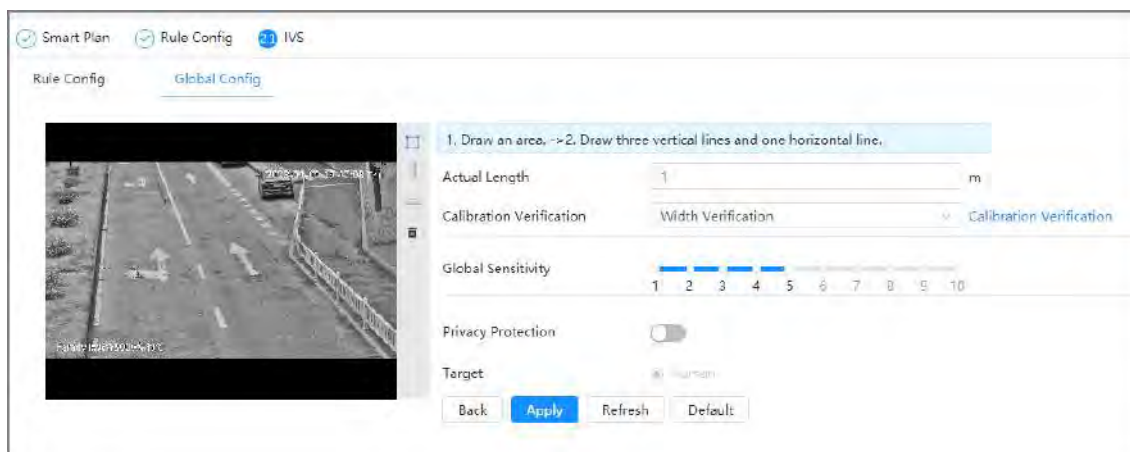 Smart Plan Rule Config 21 IVS
Rule Config Global Config
1. Draw an area. ->2. Draw three vertical lines and one horizontal line.
Actual Length 1 m
Calibration Verification Width Verification Calibration Verification
Global Sensitivity
1 2 3 4 5 6 7 8 9 10
Privacy Protection
Target Human
Back Apply Refresh Default